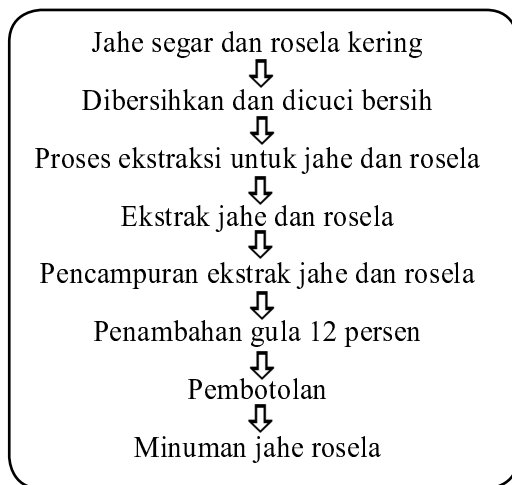 Jahe segar dan rosela kering
Dibersihkan dan dicuci bersih
Proses ekstraksi untuk jahe dan rosela
Ekstrak jahe dan rosela
Pencampuran ekstrak jahe dan rosela
Penambahan gula 12 persen
Pembotolan
Minuman jahe rosela